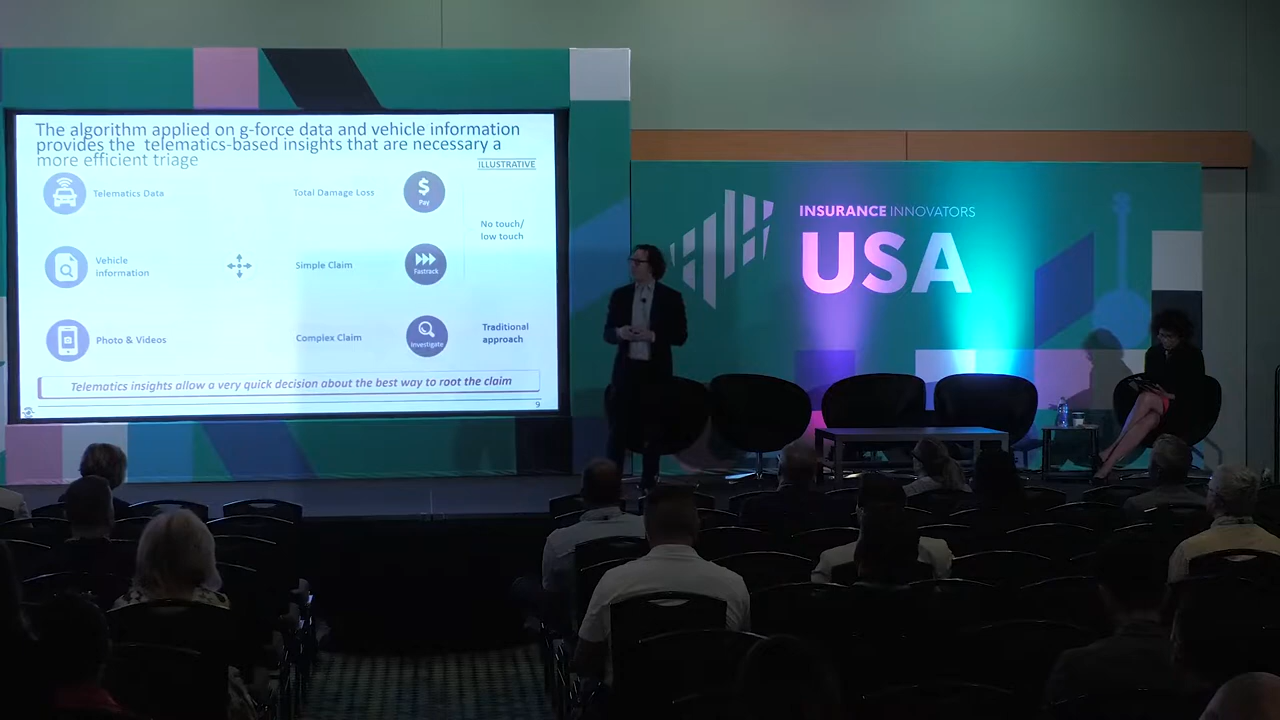 The algorithm applied on g-force data and vehicle information
provides the  telematics-based insights that are necessary a
more efficient triage
ILLUSTRATIVE
Telematics Data
Total Damage Loss
$
Pay
No touch/
low touch
Vehicle
information
Simple Claim
Fastrack
Photo & Videos
Complex Claim
Investigate
Traditional
approach
Telematics insights allow a very quick decision about the best way to root the claim
9
INSURANCE INNOVATORS
USA